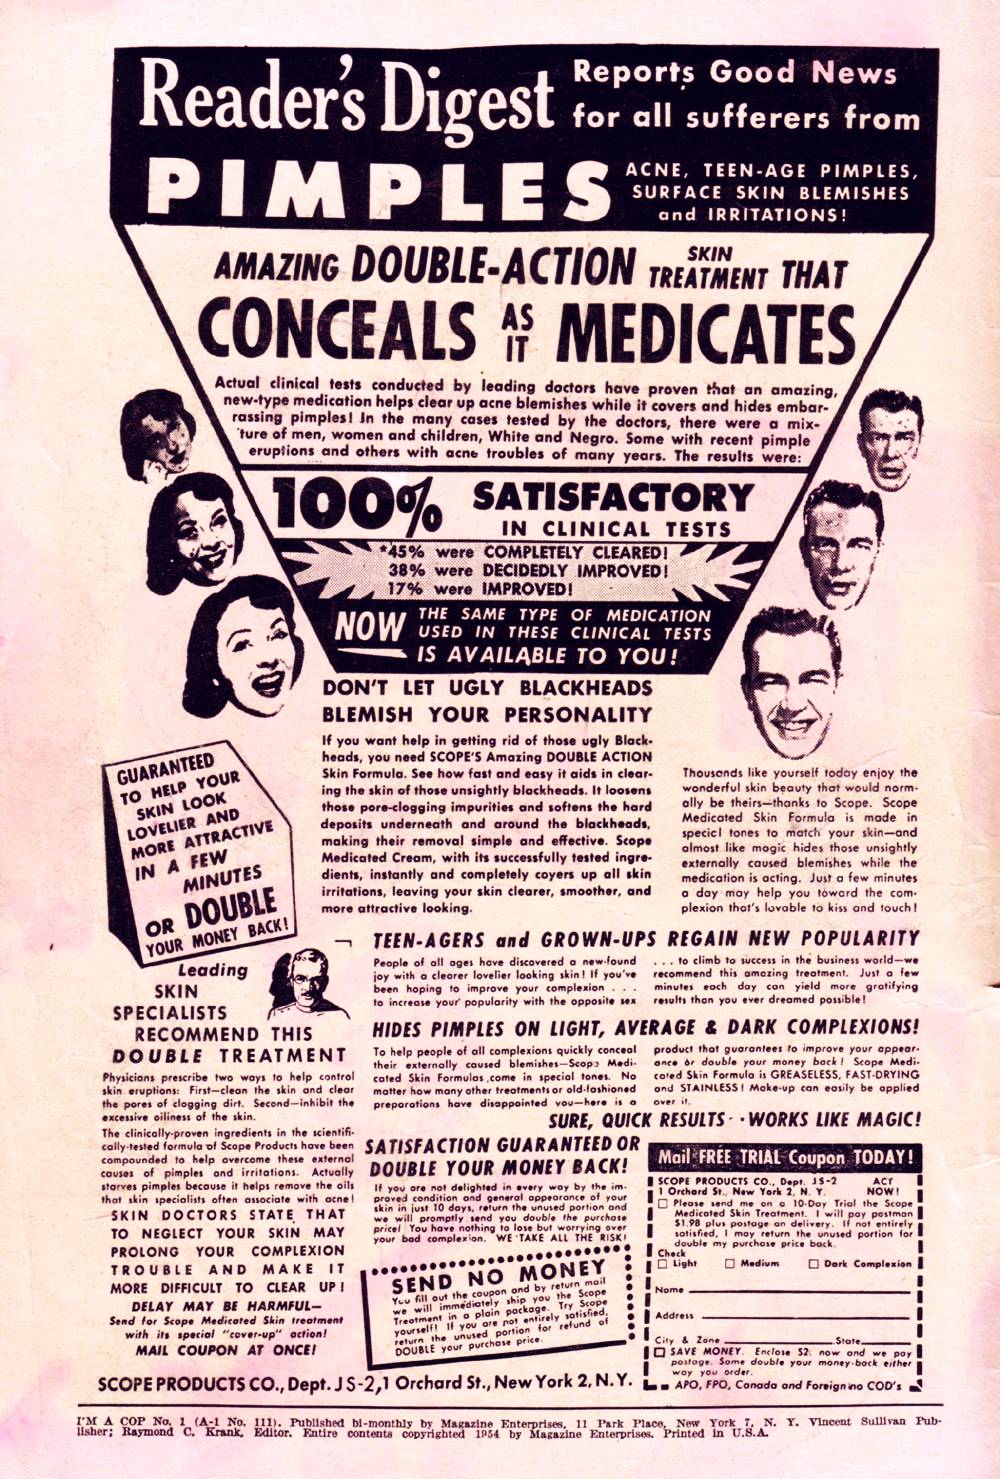 Reader's Digest Reports Good News
for all sufferers from
PIMPLES ACNE, TEEN-AGE PIMPLES,
SURFACE SKIN BLEMISHES
and IRRITATIONS!
AMAZING DOUBLE-ACTION SKIN TREATMENT THAT
CONCEALS AS IT MEDICATES
Actual clinical tests conducted by leading doctors have proven that an amazing,
new-type medication helps clear up acne blemishes while it covers and hides embar-
rassing pimples! In the many cases tested by the doctors, there were a mix-
ture of men, women and children, White and Negro. Some with recent pimple
eruptions and others with acne troubles of many years. The results were:
100% SATISFACTORY
IN CLINICAL TESTS
*45% were COMPLETELY CLEARED!
38% were DECIDEDLY IMPROVED!
17% were IMPROVED!
NOW THE SAME TYPE OF MEDICATION
USED IN THESE CLINICAL TESTS
IS AVAILABLE TO YOU!
DON'T LET UGLY BLACKHEADS
BLEMISH YOUR PERSONALITY
If you want help in getting rid of those ugly Black-
heads, you need SCOPE'S Amazing DOUBLE ACTION
Skin Formula. See how fast and easy it aids in clear-
ing the skin of those unsightly blackheads. It loosens
those pore-clogging impurities and softens the hard
deposits underneath and around the blackheads,
making their removal simple and effective. Scope
Medicated Cream, with its successfully tested ingre-
dients, instantly and completely coyers up all skin
irritations, leaving your skin clearer, smoother, and
more attractive looking.
Thousands like yourself today enjoy the
wonderful skin beauty that would norm-
ally be theirs—thanks to Scope. Scope
Medicated Skin Formula is made in
special tones to match your skin—and
almost like magic hides those unsightly
externally caused blemishes while the
medication is acting. Just a few minutes
a day may help you toward the com-
plexion that's lovable to kiss and touch!
GUARANTEED
TO HELP YOUR
SKIN LOOK
LOVELIER AND
MORE ATTRACTIVE
IN A FEW
MINUTES
OR DOUBLE
YOUR MONEY BACK!
Leading
SKIN
SPECIALISTS
RECOMMEND THIS
DOUBLE TREATMENT
Physicians prescribe two ways to help control
skin eruptions: First—clean the skin and clear
the pores of clogging dirt. Second—inhibit the
excessive oiliness of the skin.
The clinically-proven ingredients in the scientifi-
cally-tested formula of Scope Products have been
compounded to help overcome these external
causes of pimples and irritations. Actually
starves pimples because it helps remove the oils
that skin specialists often associate with acne!
SKIN DOCTORS STATE THAT
TO NEGLECT YOUR SKIN MAY
PROLONG YOUR COMPLEXION
TROUBLE AND MAKE IT
MORE DIFFICULT TO CLEAR UP!
DELAY MAY BE HARMFUL—
Send for Scope Medicated Skin treatment
with its special "cover-up" action!
MAIL COUPON AT ONCE!
TEEN-AGERS and GROWN-UPS REGAIN NEW POPULARITY
People of all ages have discovered a new-found
joy with a clearer lovelier looking skin! If you've
been hoping to improve your complexion . . .
to increase your popularity with the opposite sex
. . . to climb to success in the business world—we
recommend this amazing treatment. Just a few
minutes each day can yield more gratifying
results than you ever dreamed possible!
HIDES PIMPLES ON LIGHT, AVERAGE & DARK COMPLEXIONS!
To help people of all complexions quickly conceal
their externally caused blemishes—Scope Medi-
cated Skin Formulas come in special tones. No
matter how many other treatments or old-fashioned
preparations have disappointed you—here is a
product that guarantees to improve your appear-
ance or double your money back! Scope Medi-
cated Skin Formula is GREASELESS, FAST-DRYING
and STAINLESS! Make-up can easily be applied
over it.
SURE, QUICK RESULTS - - WORKS LIKE MAGIC!
SATISFACTION GUARANTEED OR
DOUBLE YOUR MONEY BACK!
If you are not delighted in every way by the im-
proved condition and general appearance of your
skin in just 10 days, return the unused portion and
we will promptly send you double the purchase
price! You have nothing to lose but worrying over
your bad complexion. WE TAKE ALL THE RISK!
SEND NO MONEY
You fill out the coupon and by return mail
we will immediately ship you the Scope
Treatment in a plain package. Try Scope
yourself! If you are not entirely satisfied,
return the unused portion for refund of
DOUBLE your purchase price.
Mail FREE TRIAL Coupon TODAY!
SCOPE PRODUCTS CO., Dept. JS-2 ACT
1 Orchard St., New York 2, N. Y. NOW!
Please send me on a 10-Day Trial the Scope
Medicated Skin Treatment. I will pay postman
$1.98 plus postage on delivery. If not entirely
satisfied, I may return the unused portion for
double my purchase price back.
Check
Light Medium Dark Complexion
Name
Address
City & Zone State
SAVE MONEY. Enclose $2. now and we pay
postage. Same double your money-back either
way you order.
APO, FPO, Canada and Foreign no COD's
SCOPE PRODUCTS CO., Dept. JS-2, 1 Orchard St., New York 2, N.Y.
I'M A COP No. 1 (A-1 No. 111). Published bi-monthly by Magazine Enterprises, 11 Park Place, New York 7, N. Y. Vincent Sullivan Pub-
lisher; Raymond C. Krank, Editor. Entire contents copyrighted 1954 by Magazine Enterprises. Printed in U.S.A.